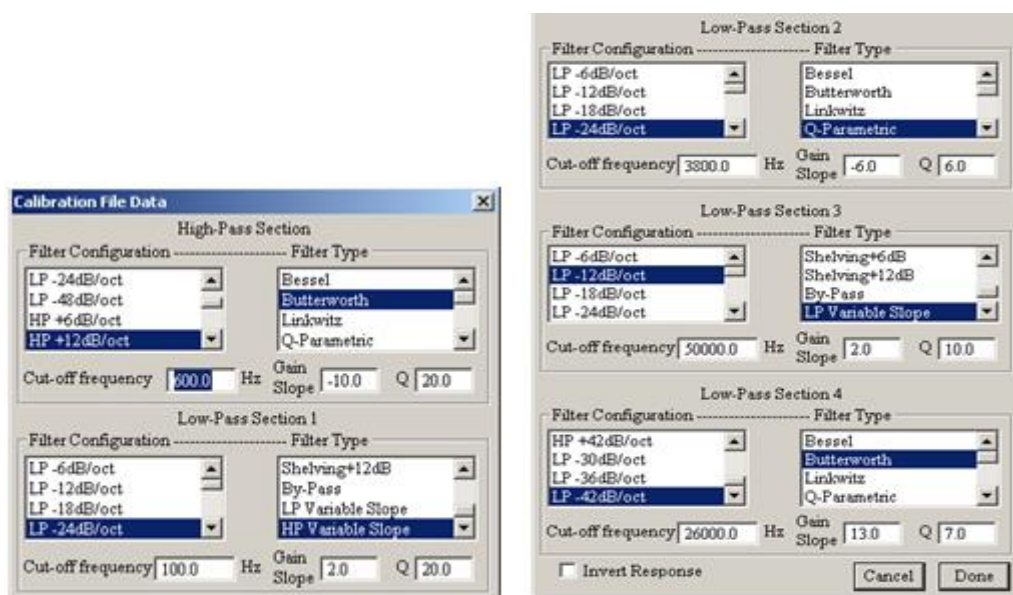 Calibration File Data
High-Pass Section
Filter Configuration ---------------------- Filter Type
LP -24dB/oct
LP -48dB/oct
HP +6dB/oct
HP +12dB/oct
Bessel
Butterworth
Linkwitz
Q-Parametric
Cut-off frequency 600.0 Hz Gain Slope -10.0 Q 20.0
Low-Pass Section 1
Filter Configuration ---------------------- Filter Type
LP -6dB/oct
LP -12dB/oct
LP -18dB/oct
LP -24dB/oct
Shelving+12dB
By-Pass
LP Variable Slope
HP Variable Slope
Cut-off frequency 100.0 Hz Gain Slope 2.0 Q 20.0
Low-Pass Section 2
Filter Configuration ---------------------- Filter Type
LP -6dB/oct
LP -12dB/oct
LP -18dB/oct
LP -24dB/oct
Bessel
Butterworth
Linkwitz
Q-Parametric
Cut-off frequency 3800.0 Hz Gain Slope -6.0 Q 6.0
Low-Pass Section 3
Filter Configuration ---------------------- Filter Type
LP -6dB/oct
LP -12dB/oct
LP -18dB/oct
LP -24dB/oct
Shelving+6dB
Shelving+12dB
By-Pass
LP Variable Slope
Cut-off frequency 50000.0 Hz Gain Slope 2.0 Q 10.0
Low-Pass Section 4
Filter Configuration ---------------------- Filter Type
HP +42dB/oct
LP -30dB/oct
LP -36dB/oct
LP -42dB/oct
Bessel
Butterworth
Linkwitz
Q-Parametric
Cut-off frequency 26000.0 Hz Gain Slope 13.0 Q 7.0
Invert Response
Cancel
Done